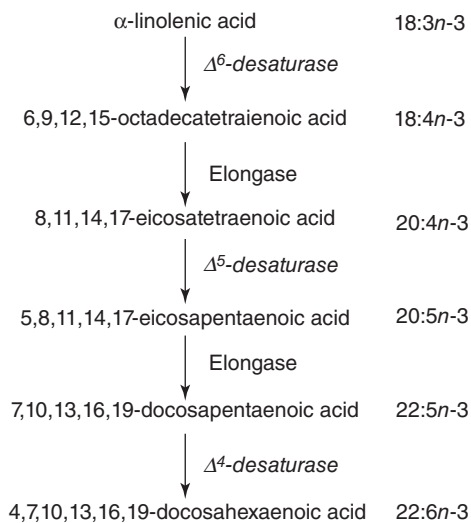 α-linolenic acid 18:3n-3
Δ⁶-desaturase
6,9,12,15-octadecatetraienoic acid 18:4n-3
Elongase
8,11,14,17-eicosatetraenoic acid 20:4n-3
Δ⁵-desaturase
5,8,11,14,17-eicosapentaenoic acid 20:5n-3
Elongase
7,10,13,16,19-docosapentaenoic acid 22:5n-3
Δ⁴-desaturase
4,7,10,13,16,19-docosahexaenoic acid 22:6n-3